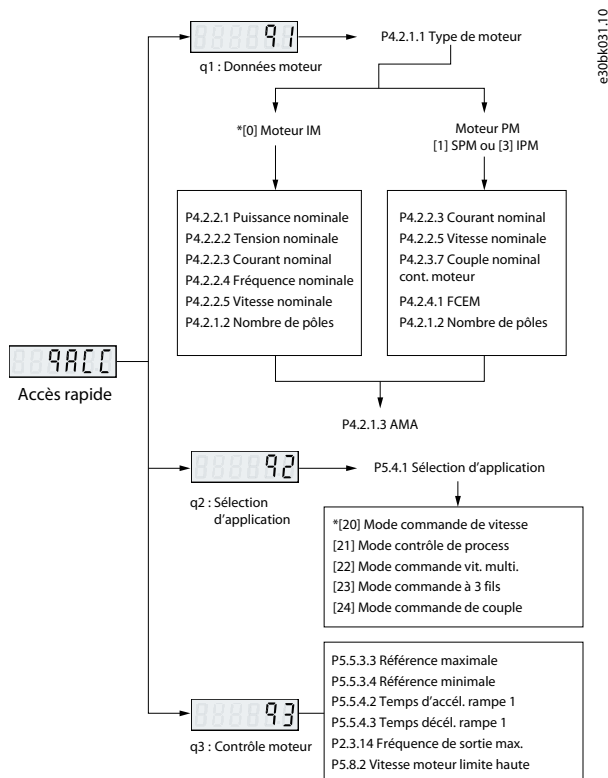 e30bk031.10
q1
P4.2.1.1 Type de moteur
q1 : Données moteur
*[0] Moteur IM
Moteur PM
[1] SPM ou [3] IPM
P4.2.2.1 Puissance nominale
P4.2.2.2 Tension nominale
P4.2.2.3 Courant nominal
P4.2.2.4 Fréquence nominale
P4.2.2.5 Vitesse nominale
P4.2.1.2 Nombre de pôles
P4.2.2.3 Courant nominal
P4.2.2.5 Vitesse nominale
P4.2.3.7 Couple nominal
cont. moteur
P4.2.4.1 FCEM
P4.2.1.2 Nombre de pôles
qACC
Accès rapide
P4.2.1.3 AMA
q2
P5.4.1 Sélection d’application
q2 : Sélection
d’application
*[20] Mode commande de vitesse
[21] Mode contrôle de process
[22] Mode commande vit. multi.
[23] Mode commande à 3 fils
[24] Mode commande de couple
q3
q3 : Contrôle moteur
P5.5.3.3 Référence maximale
P5.5.3.4 Référence minimale
P5.5.4.2 Temps d’accél. rampe 1
P5.5.4.3 Temps décél. rampe 1
P2.3.14 Fréquence de sortie max.
P5.8.2 Vitesse moteur limite haute